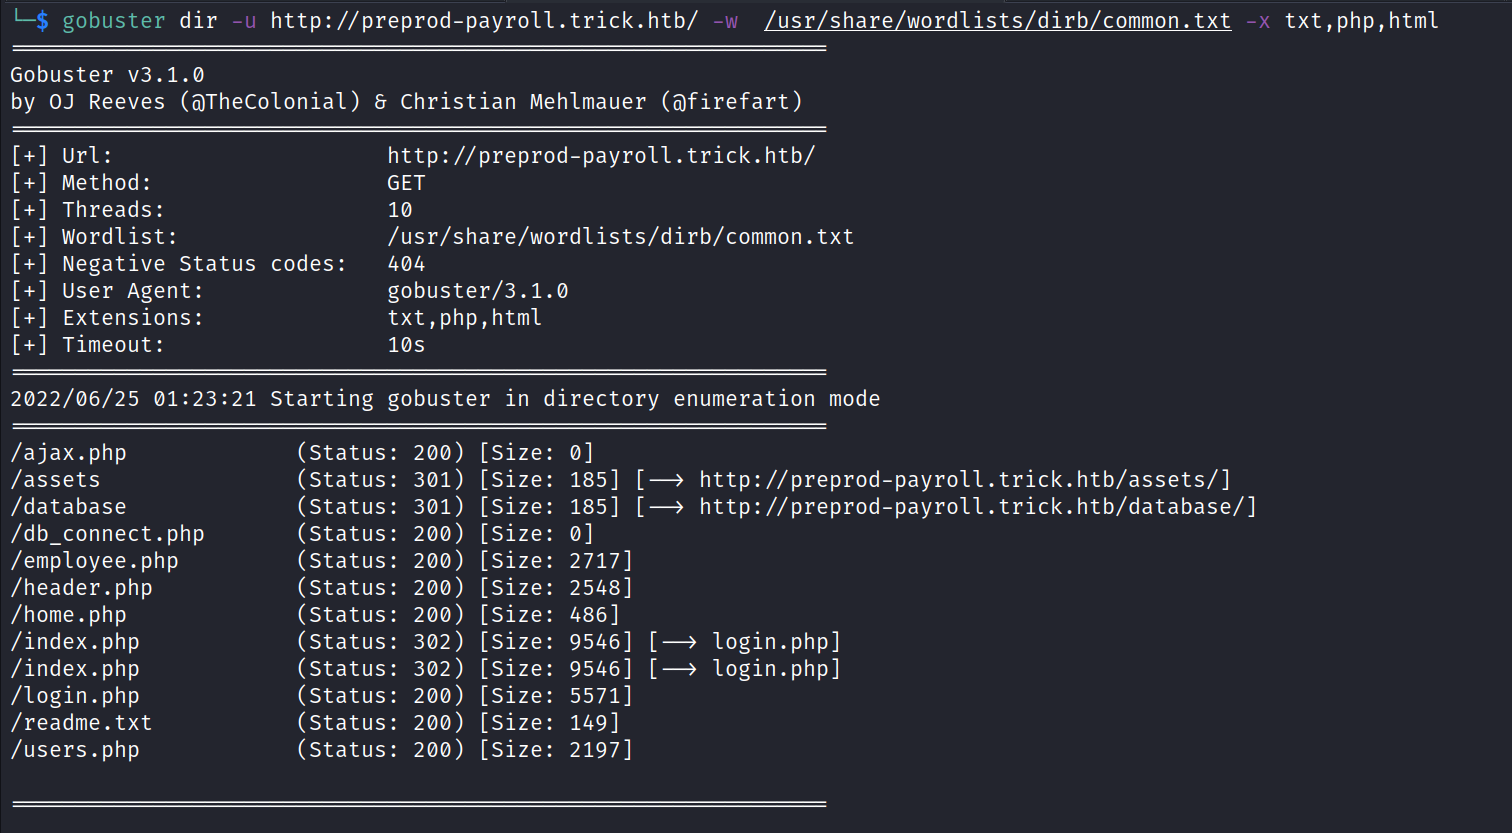 └─$ gobuster dir -u http://preprod-payroll.trick.htb/ -w  /usr/share/wordlists/dirb/common.txt -x txt,php,html
===============================================================
Gobuster v3.1.0
by OJ Reeves (@TheColonial) & Christian Mehlmauer (@firefart)
===============================================================
[+] Url:                     http://preprod-payroll.trick.htb/
[+] Method:                  GET
[+] Threads:                 10
[+] Wordlist:                /usr/share/wordlists/dirb/common.txt
[+] Negative Status codes:   404
[+] User Agent:              gobuster/3.1.0
[+] Extensions:              txt,php,html
[+] Timeout:                 10s
===============================================================
2022/06/25 01:23:21 Starting gobuster in directory enumeration mode
===============================================================
/ajax.php             (Status: 200) [Size: 0]
/assets               (Status: 301) [Size: 185] [--> http://preprod-payroll.trick.htb/assets/]
/database             (Status: 301) [Size: 185] [--> http://preprod-payroll.trick.htb/database/]
/db_connect.php       (Status: 200) [Size: 0]
/employee.php         (Status: 200) [Size: 2717]
/header.php           (Status: 200) [Size: 2548]
/home.php             (Status: 200) [Size: 486]
/index.php            (Status: 302) [Size: 9546] [--> login.php]
/index.php            (Status: 302) [Size: 9546] [--> login.php]
/login.php            (Status: 200) [Size: 5571]
/readme.txt           (Status: 200) [Size: 149]
/users.php            (Status: 200) [Size: 2197]
===============================================================